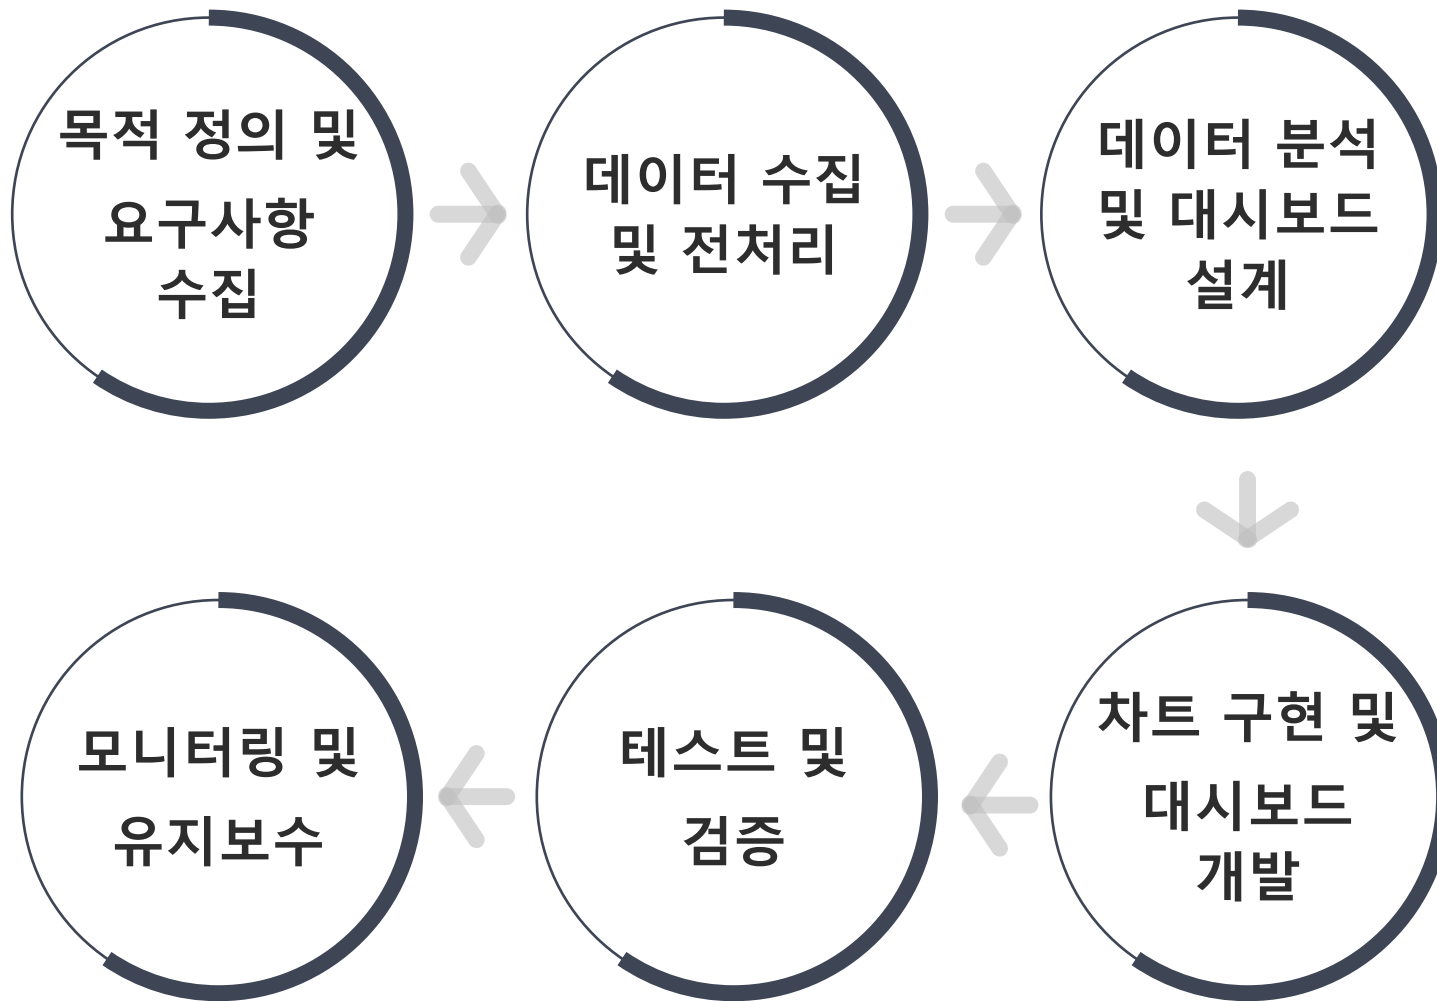 목적 정의 및
요구사항
수집
데이터 수집
및 전처리
데이터 분석
및 대시보드
설계
차트 구현 및
대시보드
개발
테스트 및
검증
모니터링 및
유지보수